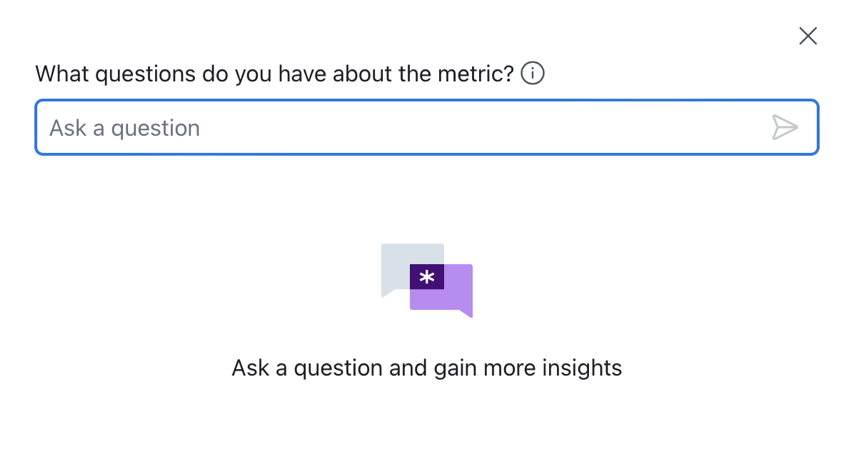 What questions do you have about the metric?
Ask a question
*
Ask a question and gain more insights